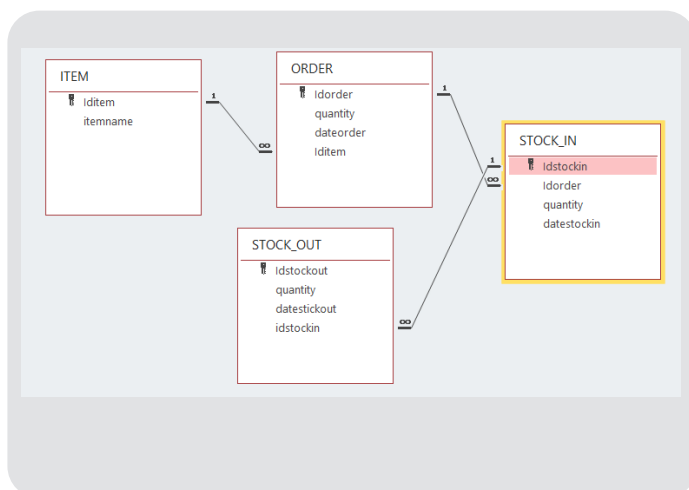 ITEM
Iditem
itemname
ORDER
Idorder
quantity
dateorder
Iditem
STOCK_IN
Idstockin
Idorder
quantity
datestockin
STOCK_OUT
Idstockout
quantity
datestickout
idstockin
1
∞
1
1
∞
∞